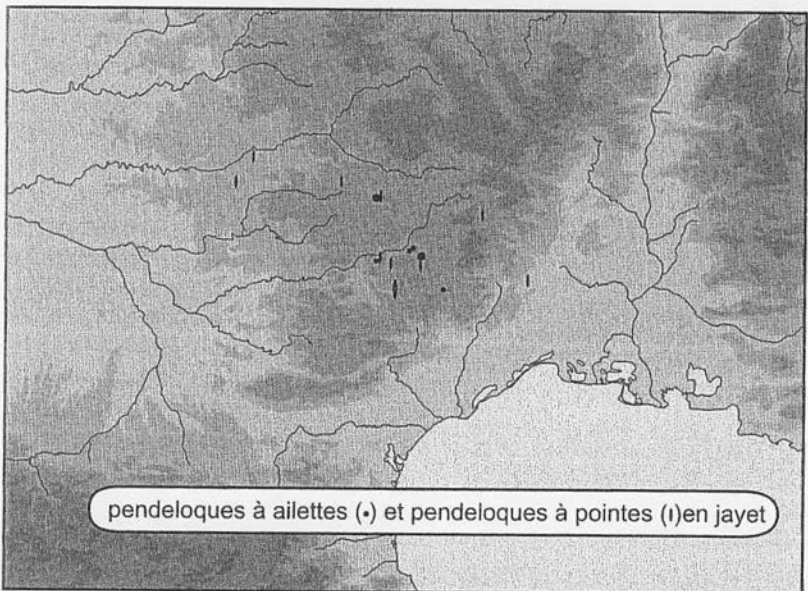 pendeloques à ailettes (•) et pendeloques à pointes (ı)en jayet